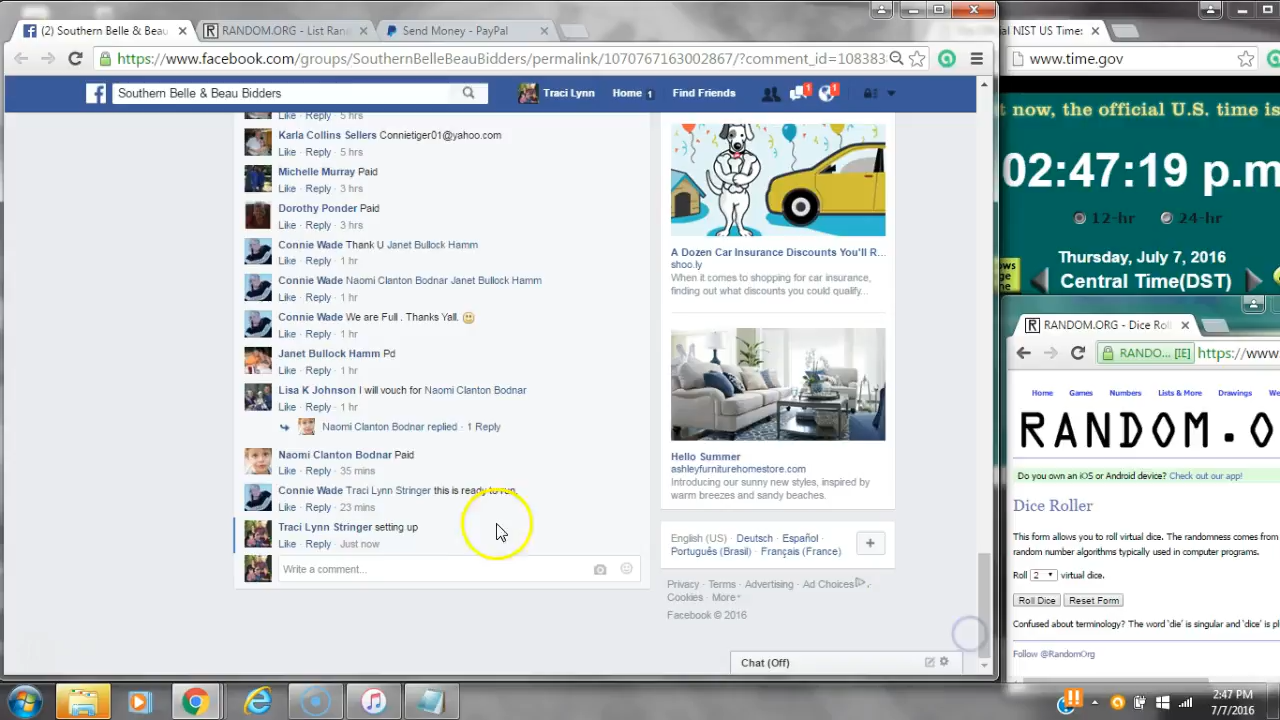 (2) Southern Belle & Beau
RANDOM.ORG - List Ran
Send Money - PayPal
al NIST US Time:
https://www.facebook.com/groups/SouthernBelleBeauBidders/permalink/1070767163002867/?comment_id=108383
www.time.gov
Southern Belle & Beau Bidders
Traci Lynn
Home 1
Find Friends
1
1
5 hrs
Karla Collins Sellers Connietiger01@yahoo.com
Like · Reply · 5 hrs
Michelle Murray Paid
Like · Reply · 3 hrs
Dorothy Ponder Paid
Like · Reply · 3 hrs
Connie Wade Thank U Janet Bullock Hamm
Like · Reply · 1 hr
Connie Wade Naomi Clanton Bodnar Janet Bullock Hamm
Like · Reply · 1 hr
Connie Wade We are Full . Thanks Yall.
Like · Reply · 1 hr
Janet Bullock Hamm Pd
Like · Reply · 1 hr
Lisa K Johnson I will vouch for Naomi Clanton Bodnar
Like · Reply · 1 hr
Naomi Clanton Bodnar replied · 1 Reply
Naomi Clanton Bodnar Paid
Like · Reply · 35 mins
Connie Wade Traci Lynn Stringer this is ready to run
Like · Reply · 23 mins
Traci Lynn Stringer setting up
Like · Reply · Just now
Write a comment...
A Dozen Car Insurance Discounts You'll R...
shoo.ly
When it comes to shopping for car insurance,
finding out what discounts you could qualify...
Hello Summer
ashleyfurniturehomestore.com
Introducing our sunny new styles, inspired by
warm breezes and sandy beaches.
English (US) · Deutsch · Español ·
Português (Brasil) · Français (France)
Privacy · Terms · Advertising · Ad Choices ·
Cookies · More
Facebook © 2016
Chat (Off)
t now, the official U.S. time is
02:47:19 p.m
12-hr
24-hr
Thursday, July 7, 2016
ows
ge
ne
Central Time(DST)
RANDOM.ORG - Dice Rol
RANDO... [IE]
https://www
Home Games Numbers Lists & More Drawings We
RANDOM.O
Do you own an iOS or Android device? Check out our app!
Dice Roller
This form allows you to roll virtual dice. The randomness comes from
random number algorithms typically used in computer programs.
Roll 2 virtual dice.
Roll Dice
Reset Form
Confused about terminology? The word 'die' is singular and 'dice' is pl
Follow @RandomOrg
2:47 PM
7/7/2016